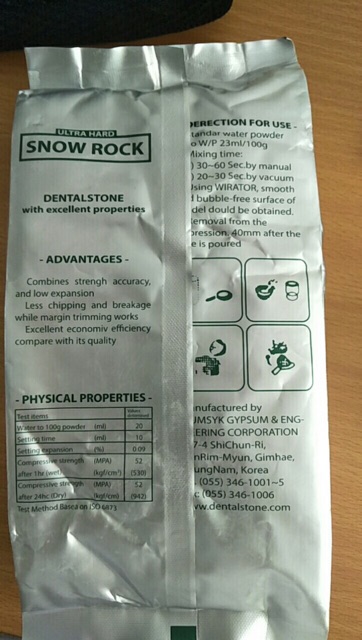 ULTRA HARD
SNOW ROCK
DENTALSTONE
with excellent properties
- ADVANTAGES -
Combines strengh accuracy,
and low expansion
Less chipping and breakage
while margin trimming works
Excellent economiv efficiency
compare with its quality
- PHYSICAL PROPERTIES -
Test items
Water to 100g powder (ml) 20
Setting time (ml) 10
Setting expansion (%) 0.09
Compressive strength (MPA) 52
after 1hr (wet) (kgf/cm²) (530)
Compressive strength (MPA) 52
after 24hc (Dry) (kgf/cm) (942)
Test Method Based on ISO 6873
DERECTION FOR USE -
tandar water powder
o W/P 23ml/100g
Mixing time:
) 30~60 Sec.by manual
) 20~30 Sec.by vacuum
Using WIRATOR, smooth
d bubble-free surface of
del dould be obtained.
emoval from the
pression. 40mm after the
e is poured
nufactured by
UMSYK GYPSUM & ENG-
ERING CORPORATION
7-4 ShiChun-Ri,
nRim-Myun, Gimhae,
ungNam, Korea
(055) 346-1001~5
: (055) 346-1006
ww.dentalstone.com